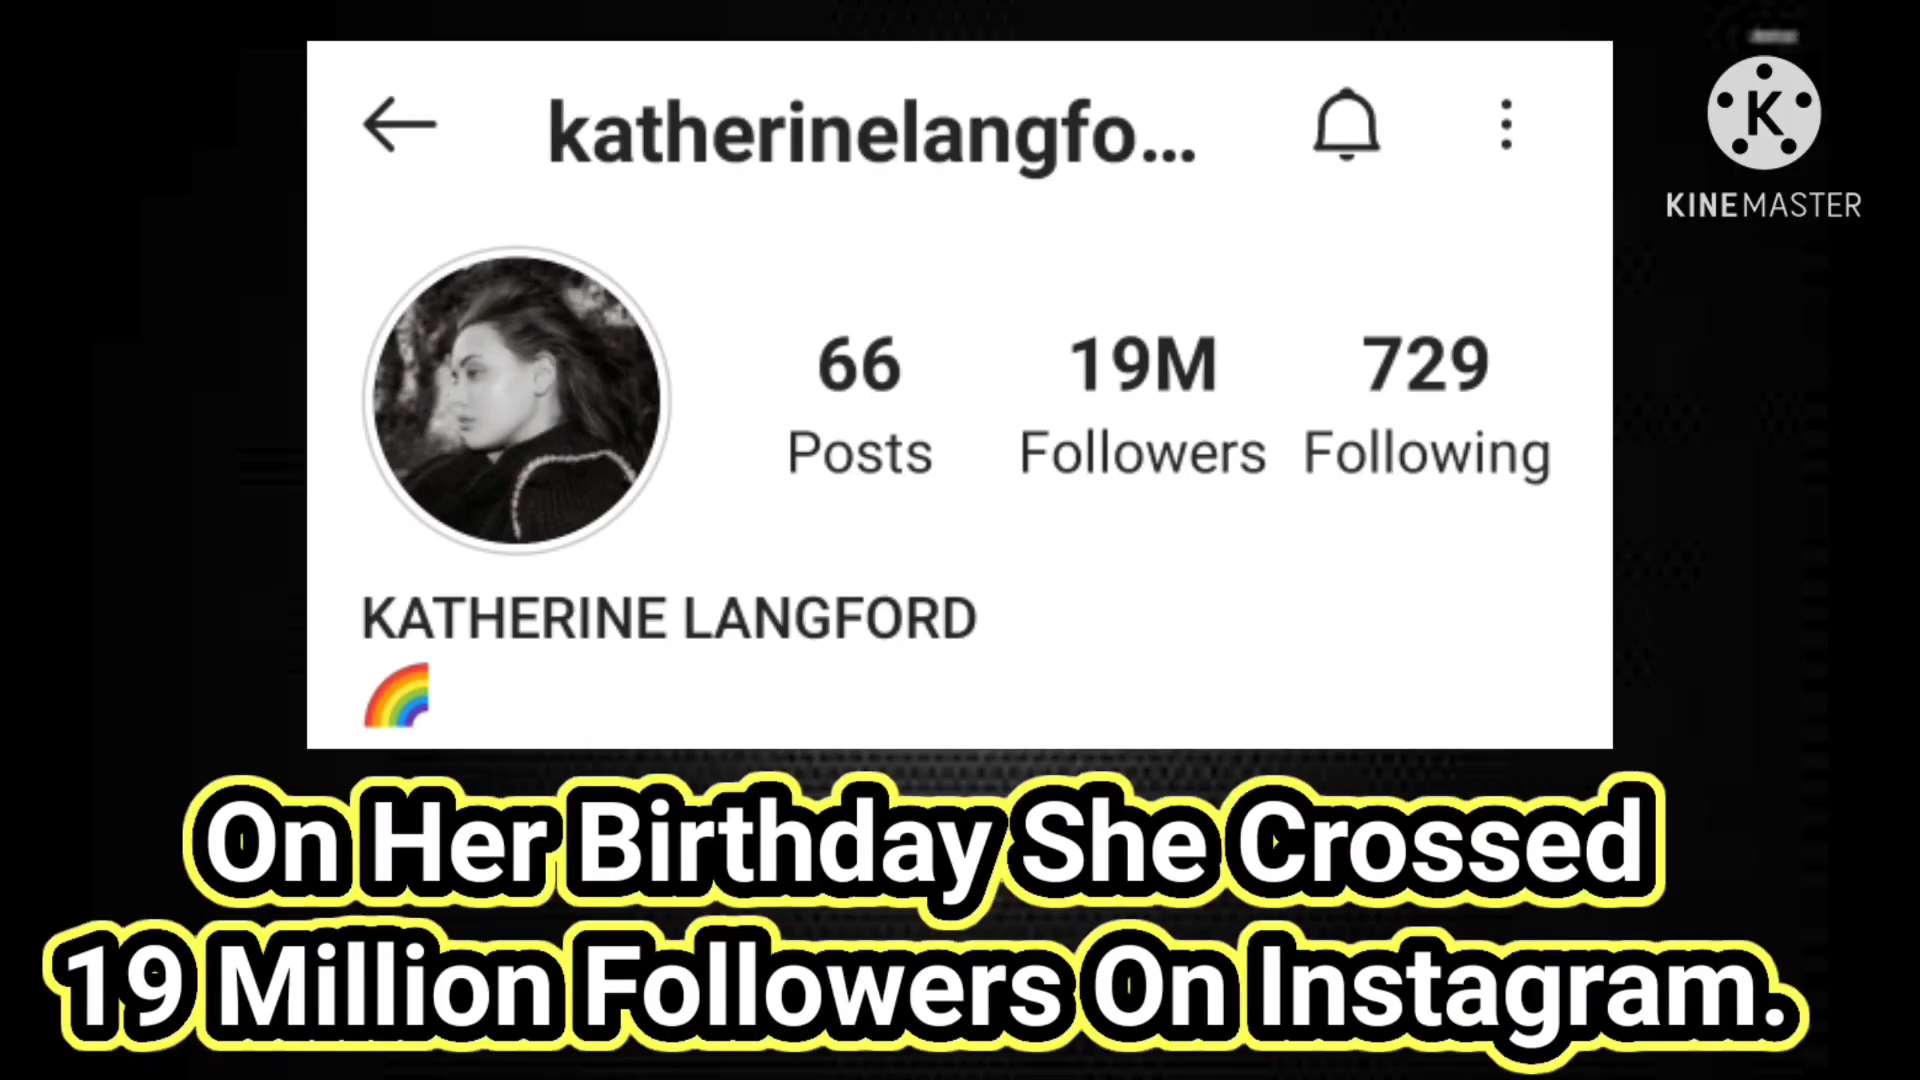 katherinelangfo...
K
KINEMASTER
66 19M 729
Posts Followers Following
KATHERINE LANGFORD
On Her Birthday She Crossed
19 Million Followers On Instagram.